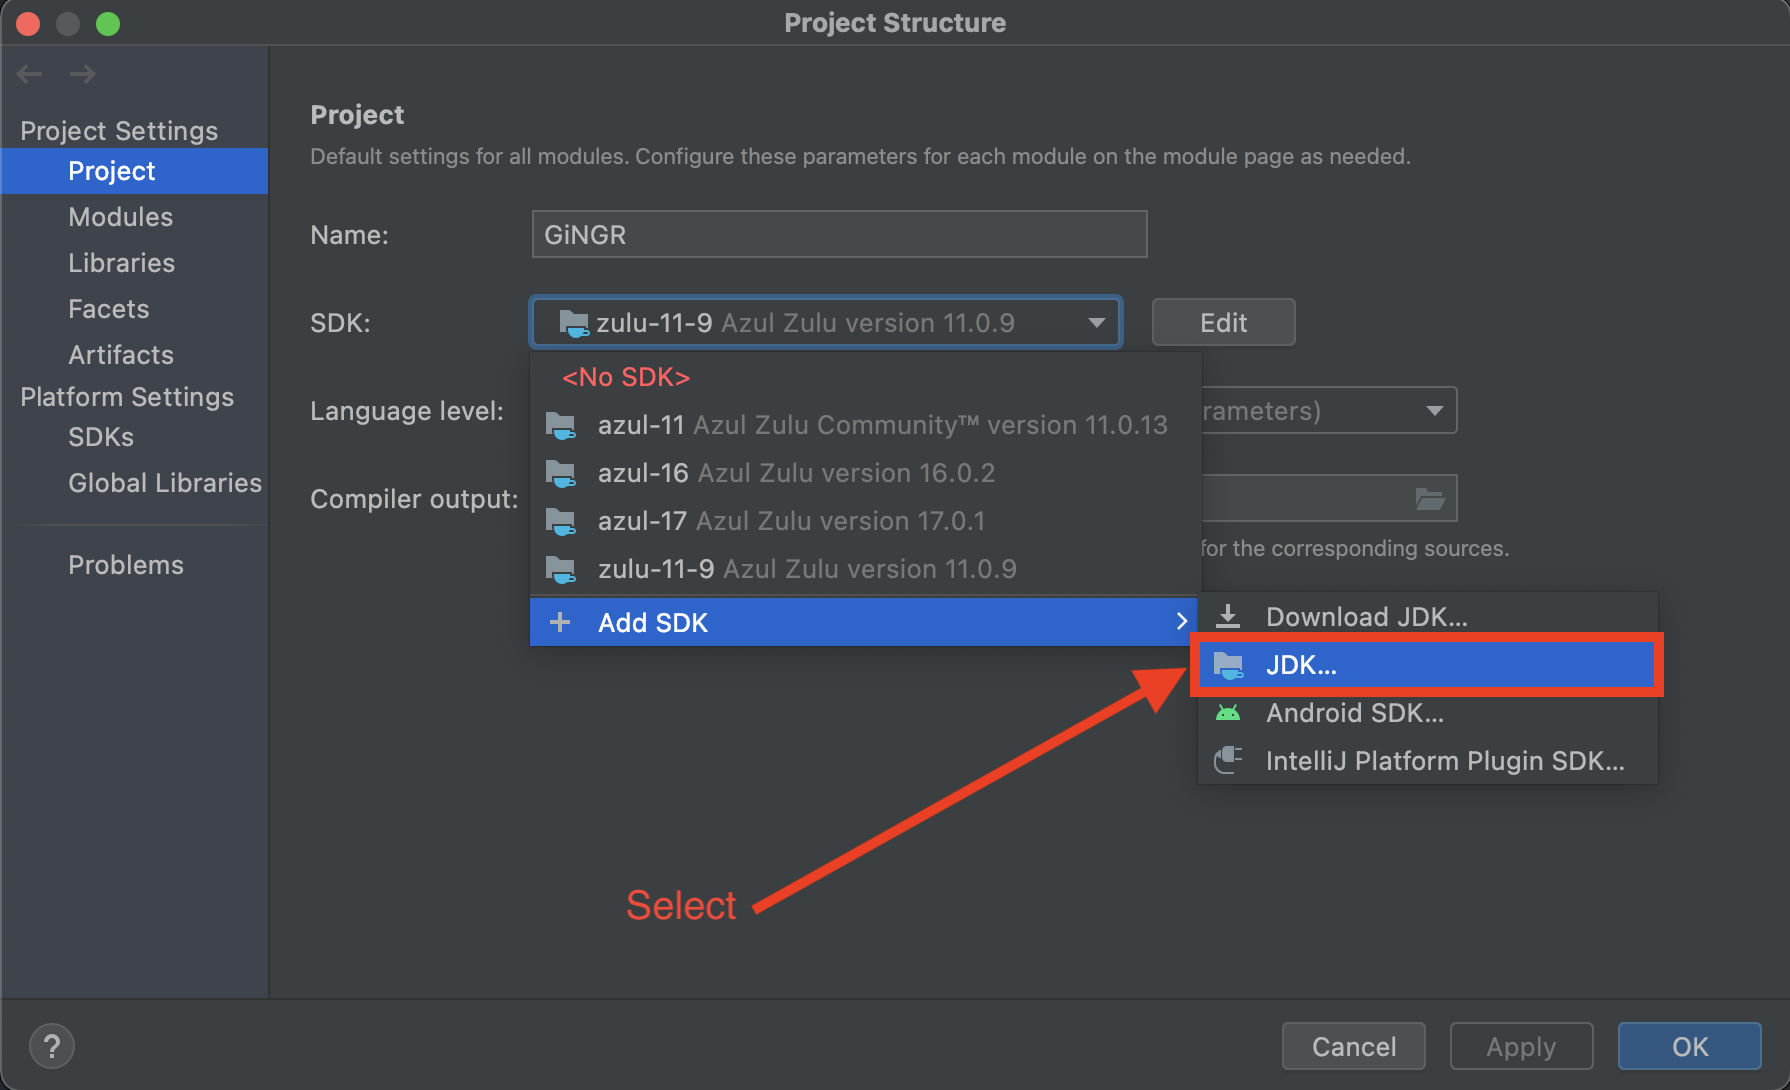 Project Structure
Project Settings
Project
Modules
Libraries
Facets
Artifacts
Platform Settings
SDKs
Global Libraries
Problems
Project
Default settings for all modules. Configure these parameters for each module on the module page as needed.
Name: GiNGR
SDK: zulu-11-9 Azul Zulu version 11.0.9 Edit
<No SDK>
Language level: rameters)
azul-11 Azul Zulu Community™ version 11.0.13
azul-16 Azul Zulu version 16.0.2
Compiler output:
azul-17 Azul Zulu version 17.0.1
for the corresponding sources.
zulu-11-9 Azul Zulu version 11.0.9
+ Add SDK >
Download JDK...
JDK...
Android SDK...
IntelliJ Platform Plugin SDK...
Select
? Cancel Apply OK